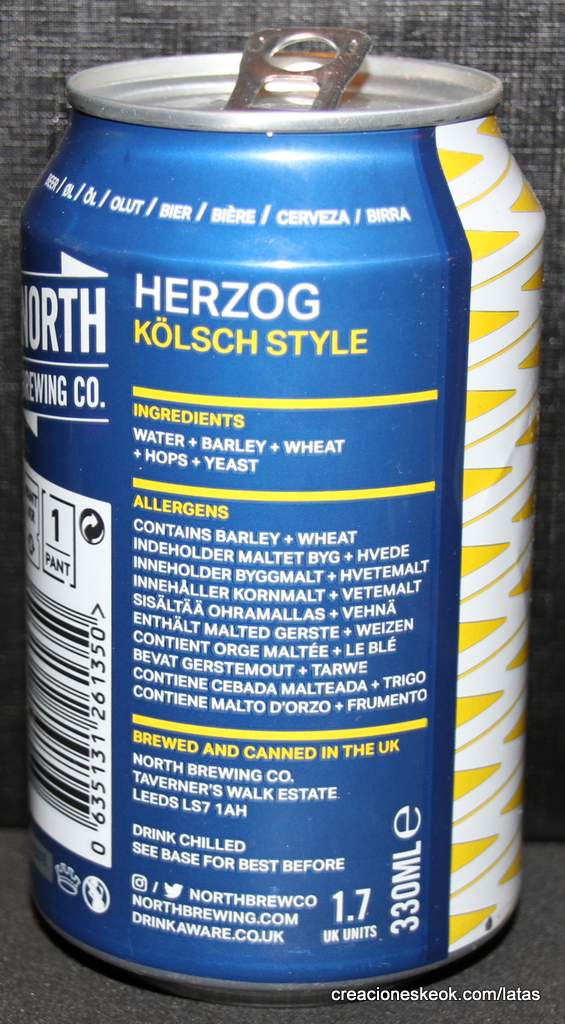 BEER / ØL / ÖL / OLUT / BIER / BIÈRE / CERVEZA / BIRRA
NORTH
BREWING CO.
HERZOG
KÖLSCH STYLE
INGREDIENTS
WATER + BARLEY + WHEAT
+ HOPS + YEAST
ALLERGENS
CONTAINS BARLEY + WHEAT
INDEHOLDER MALTET BYG + HVEDE
INNEHOLDER BYGGMALT + HVETEMALT
INNEHÅLLER KORNMALT + VETEMALT
SISÄLTÄÄ OHRAMALLAS + VEHNÄ
ENTHÄLT MALTED GERSTE + WEIZEN
CONTIENT ORGE MALTÉE + LE BLÉ
BEVAT GERSTEMOUT + TARWE
CONTIENE CEBADA MALTEADA + TRIGO
CONTIENE MALTO D'ORZO + FRUMENTO
BREWED AND CANNED IN THE UK
NORTH BREWING CO.
TAVERNER'S WALK ESTATE
LEEDS LS7 1AH
DRINK CHILLED
SEE BASE FOR BEST BEFORE
/ NORTHBREWCO
NORTHBREWING.COM
DRINKAWARE.CO.UK
1.7
UK UNITS
330ML e
1
PANT
0 635131 261350 >
creacioneskeok.com/latas